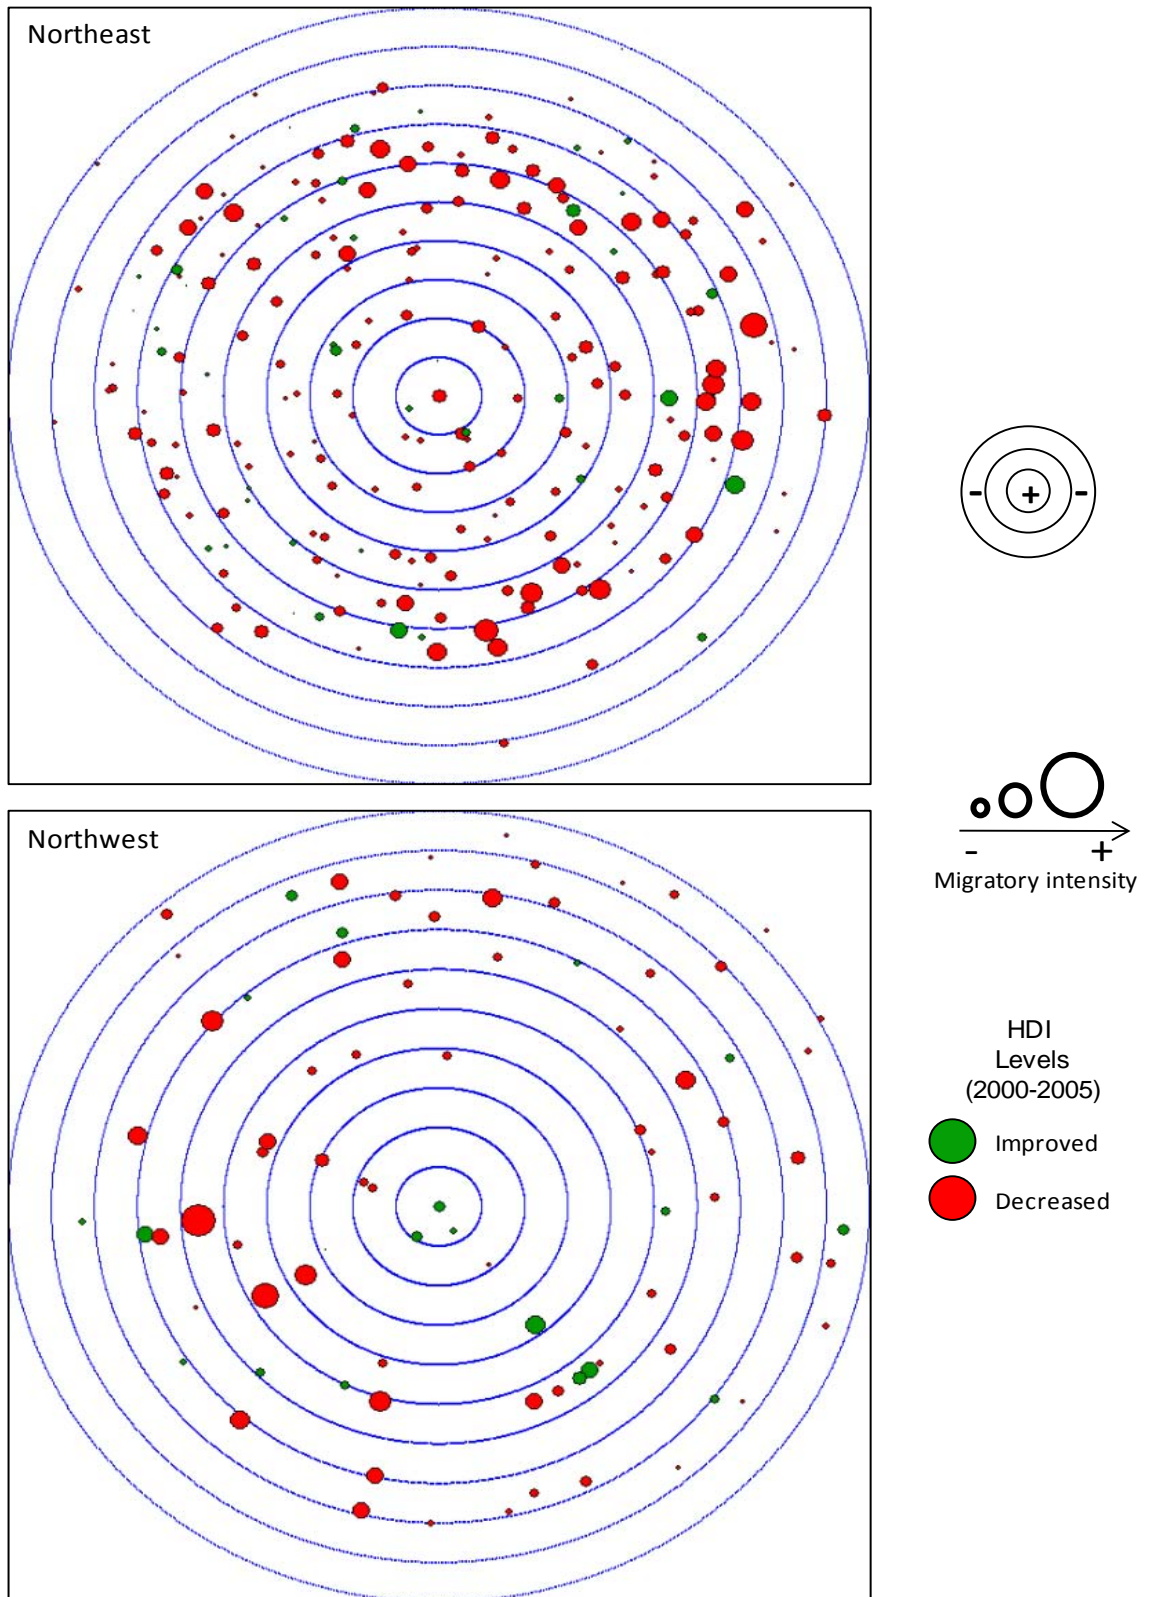 Northeast
- + -
- +
Migratory intensity
Northwest
HDI
Levels
(2000-2005)
Improved
Decreased